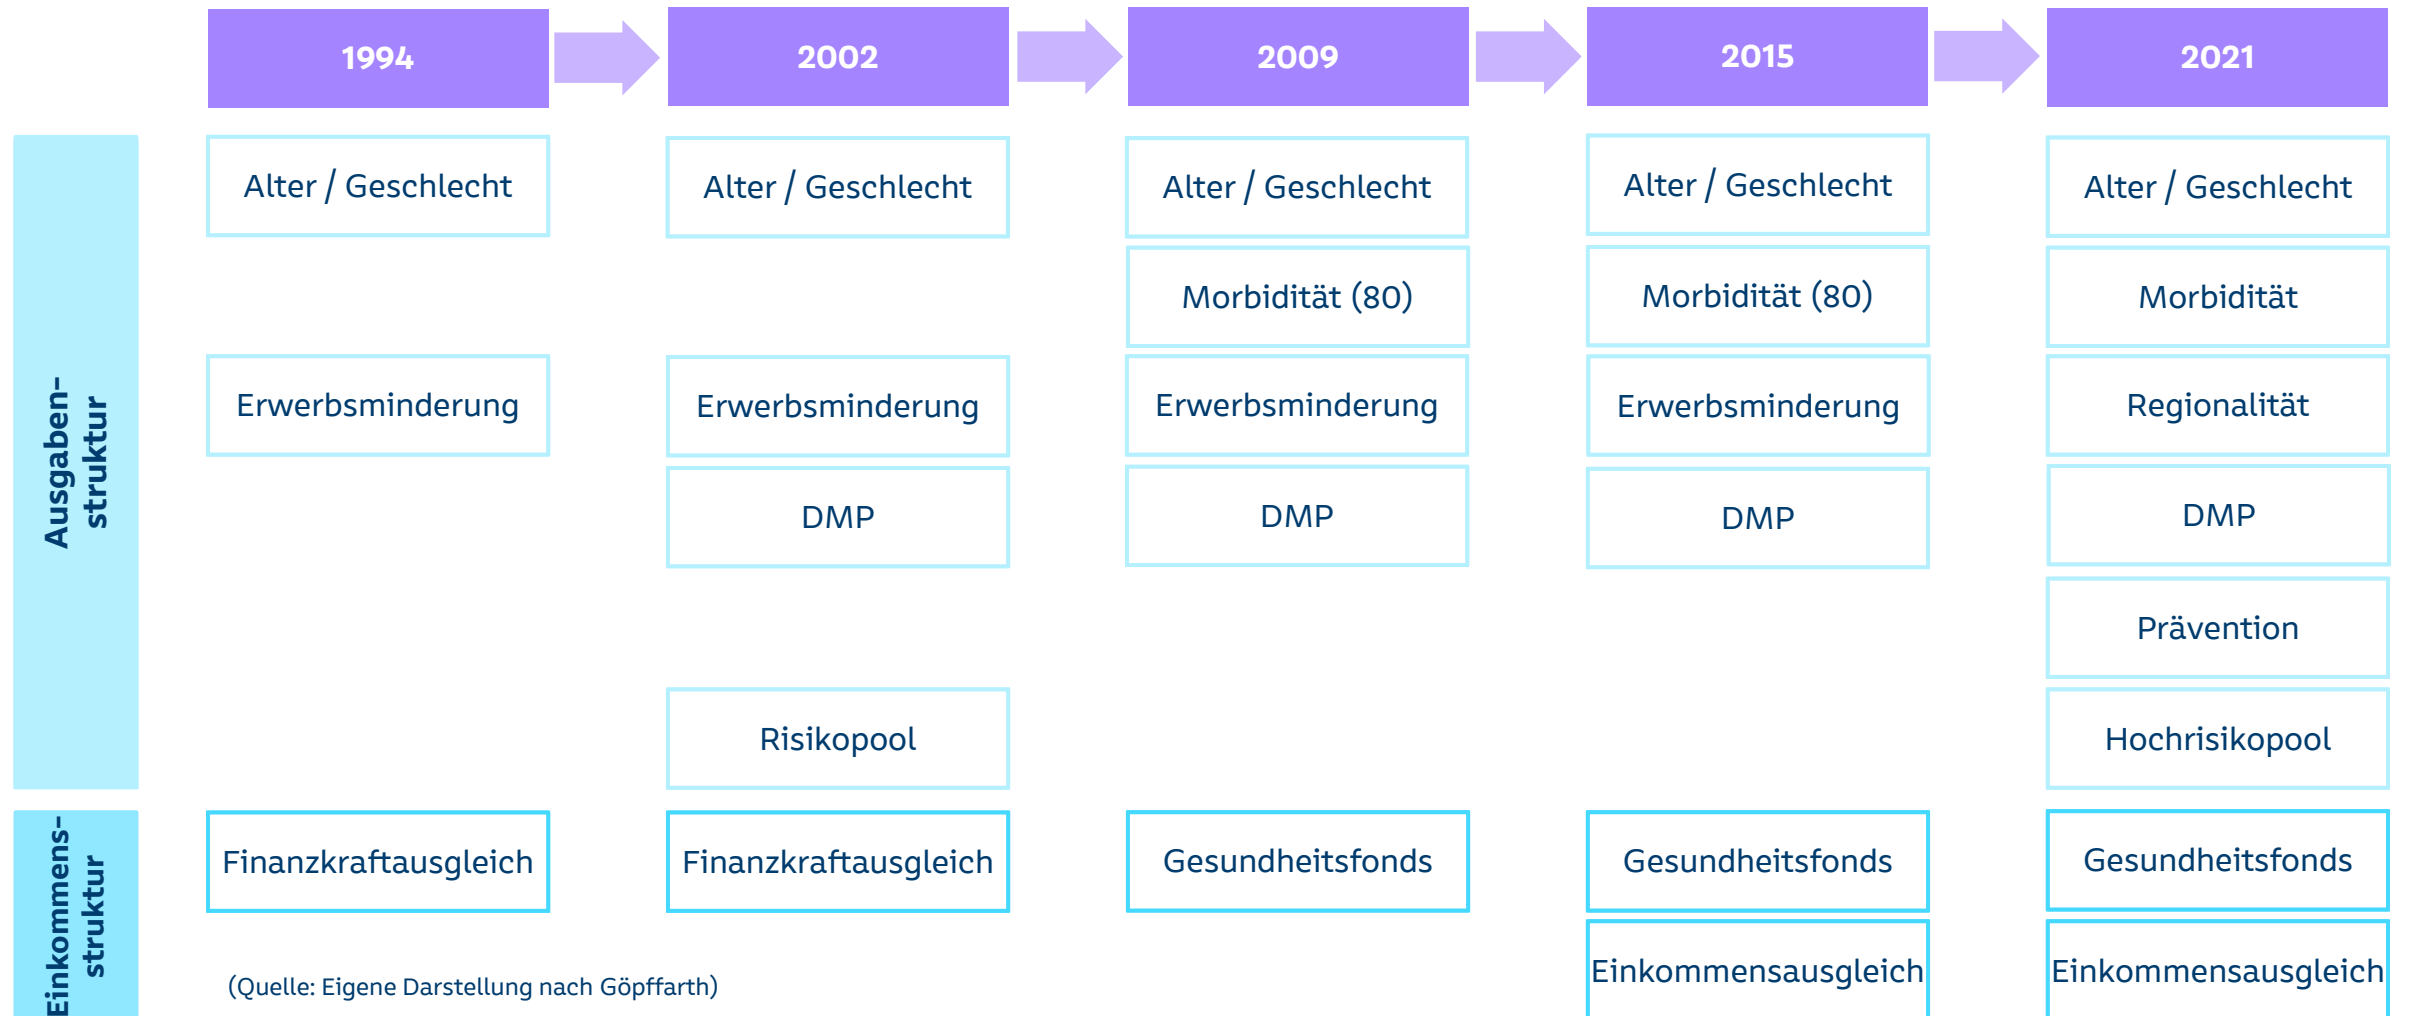 1994
2002
2009
2015
2021
Ausgaben-
struktur
Alter / Geschlecht
Alter / Geschlecht
Alter / Geschlecht
Alter / Geschlecht
Alter / Geschlecht
Morbidität (80)
Morbidität (80)
Morbidität
Erwerbsminderung
Erwerbsminderung
Erwerbsminderung
Erwerbsminderung
Regionalität
DMP
DMP
DMP
DMP
Prävention
Risikopool
Hochrisikopool
Einkommens-
struktur
Finanzkraftausgleich
Finanzkraftausgleich
Gesundheitsfonds
Gesundheitsfonds
Gesundheitsfonds
Einkommensausgleich
Einkommensausgleich
(Quelle: Eigene Darstellung nach Göpffarth)